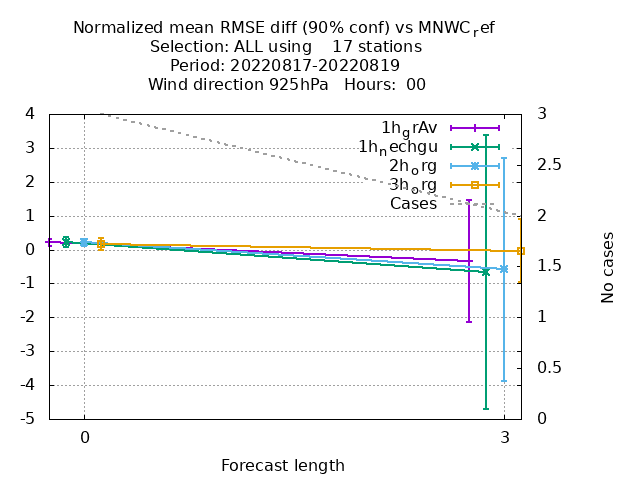 Normalized mean RMSE diff (90% conf) vs MNWC_ref
Selection: ALL using    17 stations
Period: 20220817-20220819
Wind direction 925hPa   Hours:  00
4
3
2
1
0
-1
-2
-3
-4
-5
3
2.5
2
1.5
1
0.5
0
1h_grAv
1h_nechgu
2h_org
3h_org
Cases
No cases
0
3
Forecast length